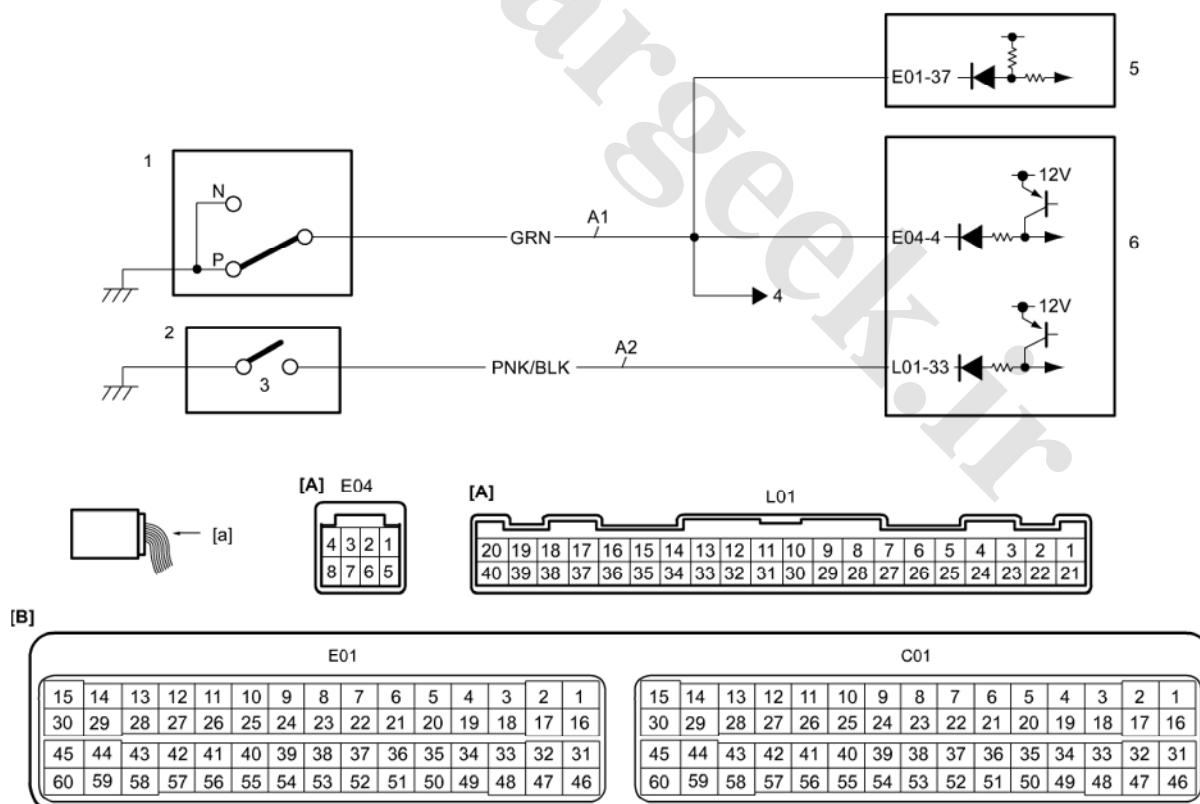 E01-37
5
1
N
P
GRN
A1
12V
E04-4
6
4
2
3
PNK/BLK
A2
12V
L01-33
[a]
[A] E04
4 3 2 1
8 7 6 5
[A]
L01
20 19 18 17 16 15 14 13 12 11 10 9 8 7 6 5 4 3 2 1
40 39 38 37 36 35 34 33 32 31 30 29 28 27 26 25 24 23 22 21
[B]
E01
15 14 13 12 11 10 9 8 7 6 5 4 3 2 1
30 29 28 27 26 25 24 23 22 21 20 19 18 17 16
45 44 43 42 41 40 39 38 37 36 35 34 33 32 31
60 59 58 57 56 55 54 53 52 51 50 49 48 47 46
C01
15 14 13 12 11 10 9 8 7 6 5 4 3 2 1
30 29 28 27 26 25 24 23 22 21 20 19 18 17 16
45 44 43 42 41 40 39 38 37 36 35 34 33 32 31
60 59 58 57 56 55 54 53 52 51 50 49 48 47 46
argeek.ir